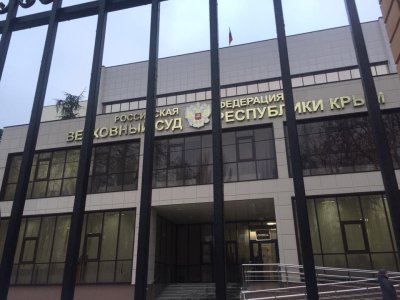 РОССИЙСКАЯ ФЕДЕРАЦИЯ
ВЕРХОВНЫЙ СУД РЕСПУБЛИКИ КРЫМ